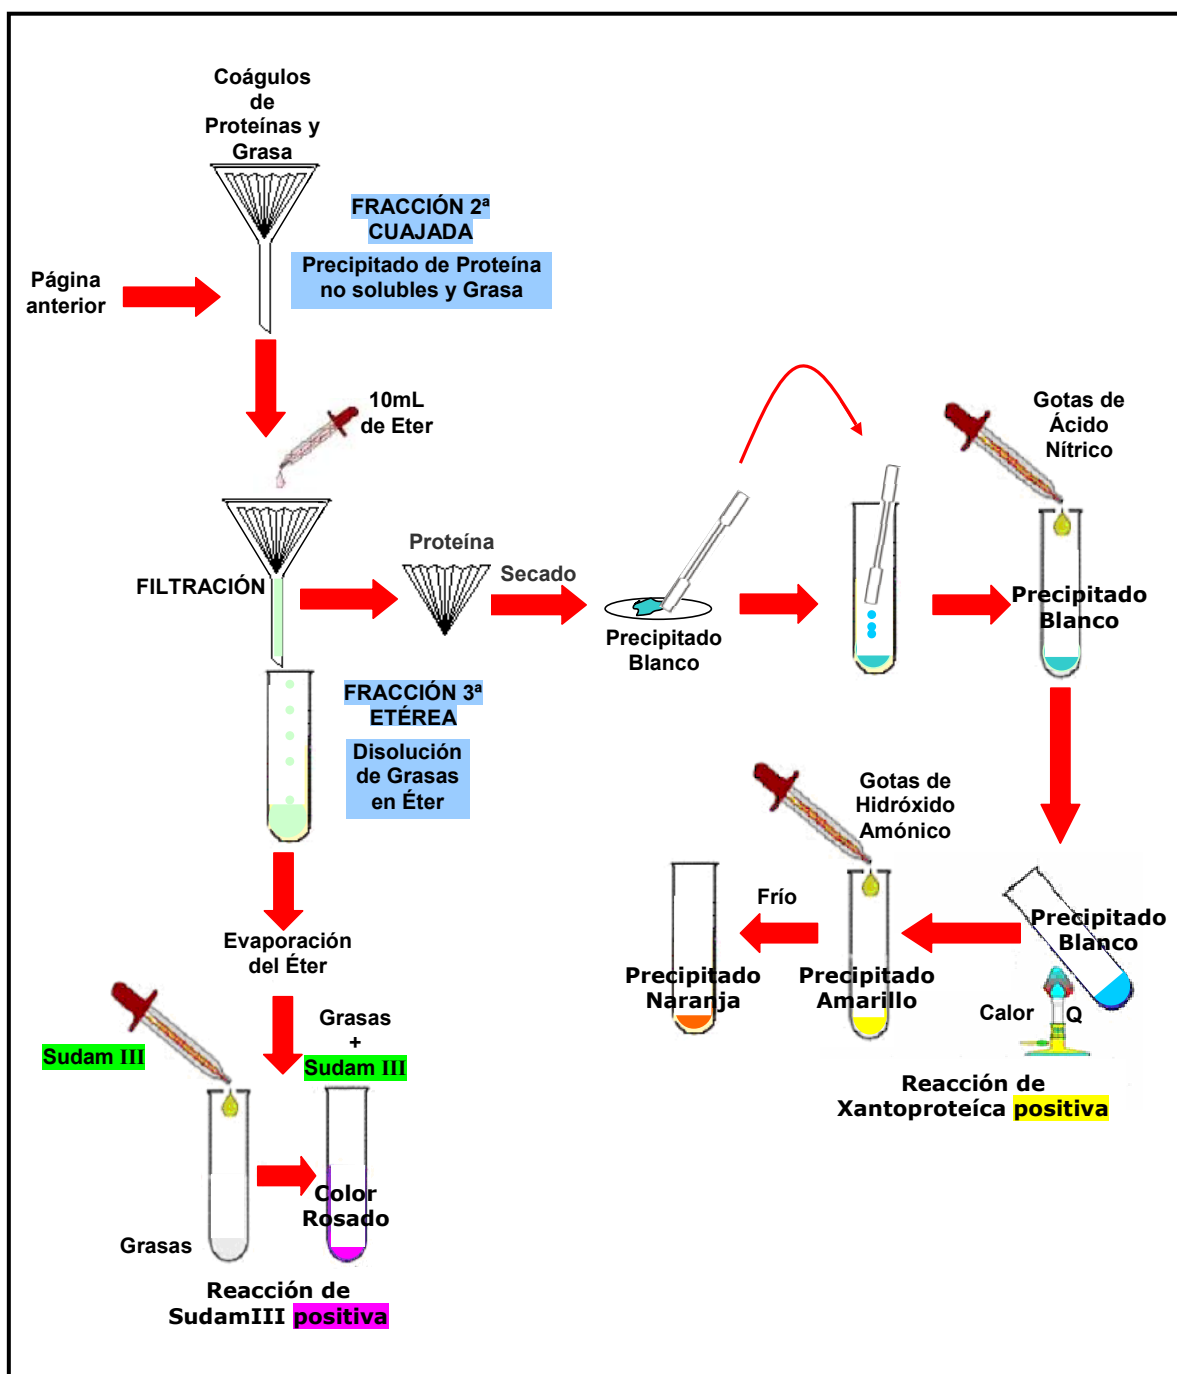 Coágulos
de
Proteínas y
Grasa
FRACCIÓN 2ª
CUAJADA
Precipitado de Proteína
no solubles y Grasa
Página
anterior
10mL
de Eter
FILTRACIÓN
Proteína
Secado
Precipitado
Blanco
Gotas de
Ácido
Nítrico
Precipitado
Blanco
FRACCIÓN 3ª
ETÉREA
Disolución
de Grasas
en Éter
Gotas de
Hidróxido
Amónico
Precipitado
Blanco
Calor
Q
Frío
Precipitado
Amarillo
Precipitado
Naranja
Reacción de
Xantoproteíca positiva
Evaporación
del Éter
Sudam III
Grasas
+
Sudam III
Grasas
Color
Rosado
Reacción de
SudamIII positiva